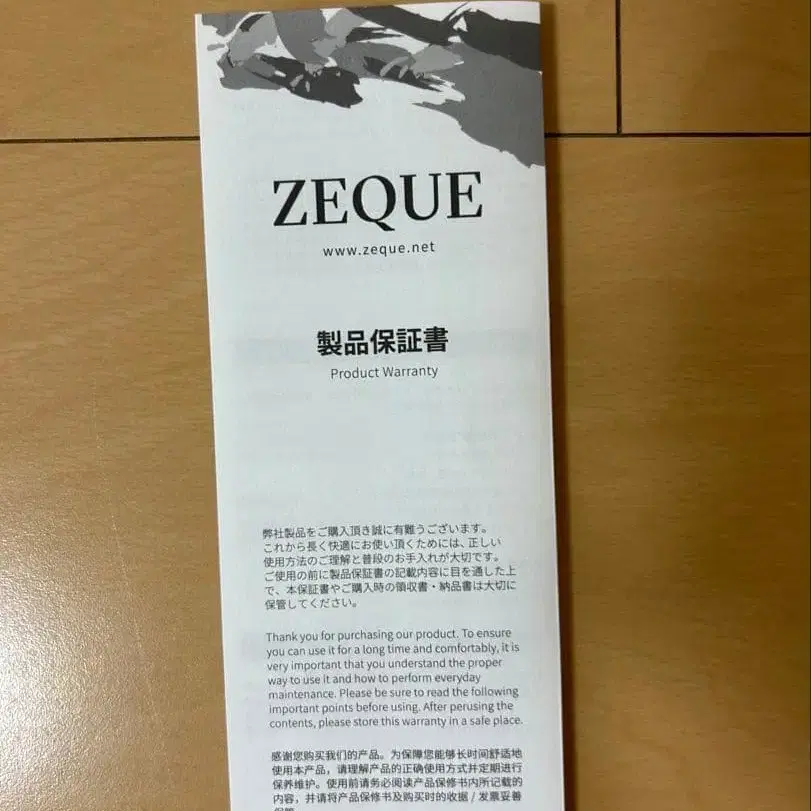 ZEQUE
www.zeque.net
製品保証書
Product Warranty
弊社製品をご購入頂き誠に有難うございます。
これから長く快適にお使い頂くためには、正しい
使用方法のご理解と普段のお手入れが大切です。
ご使用の前に製品保証書の記載内容に目を通した上
で、本保証書やご購入時の領収書・納品書は大切に
保管してください。
Thank you for purchasing our product. To ensure
you can use it for a long time and comfortably, it is
very important that you understand the proper
way to use it and how to perform everyday
maintenance. Please be sure to read the following
important points before using. After perusing the
contents, please store this warranty in a safe place.
感谢您购买我们的产品。为保障您能够长时间舒适地
使用本产品，请理解产品的正确使用方式并定期进行
保养维护。使用前请务必阅读产品保修书内所记载的
内容，并请将产品保修书及购买时的收据 / 发票妥善